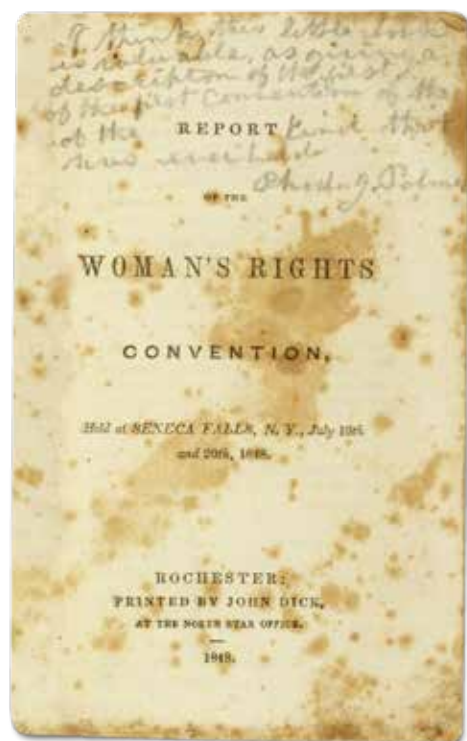 I think this little book
is valuable, as giving a
description of the first
of the first Convention of the
of the kind that
was ever held
Rhoda J. Palmer
REPORT
OF THE
WOMAN'S RIGHTS
CONVENTION,
Held at SENECA FALLS, N. Y., July 19th
and 20th, 1848.
ROCHESTER:
PRINTED BY JOHN DICK,
AT THE NORTH STAR OFFICE.
1848.